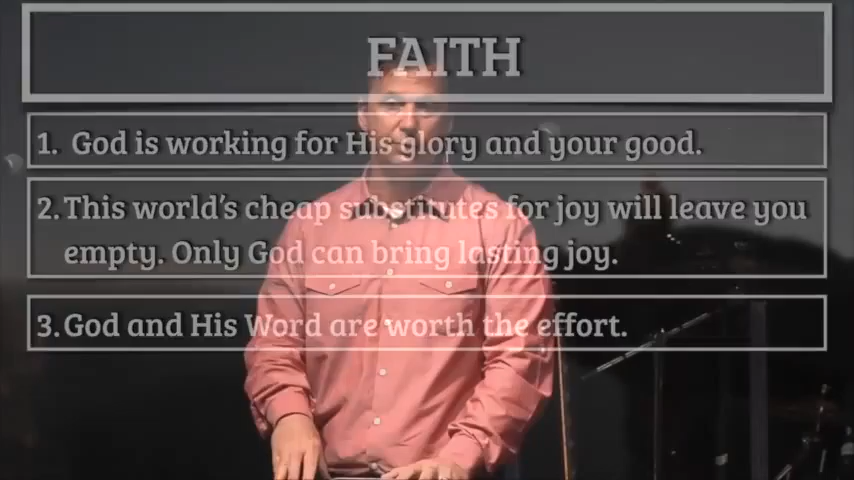 FAITH
1. God is working for His glory and your good.
2. This world's cheap substitutes for joy will leave you
empty. Only God can bring lasting joy.
3. God and His Word are worth the effort.